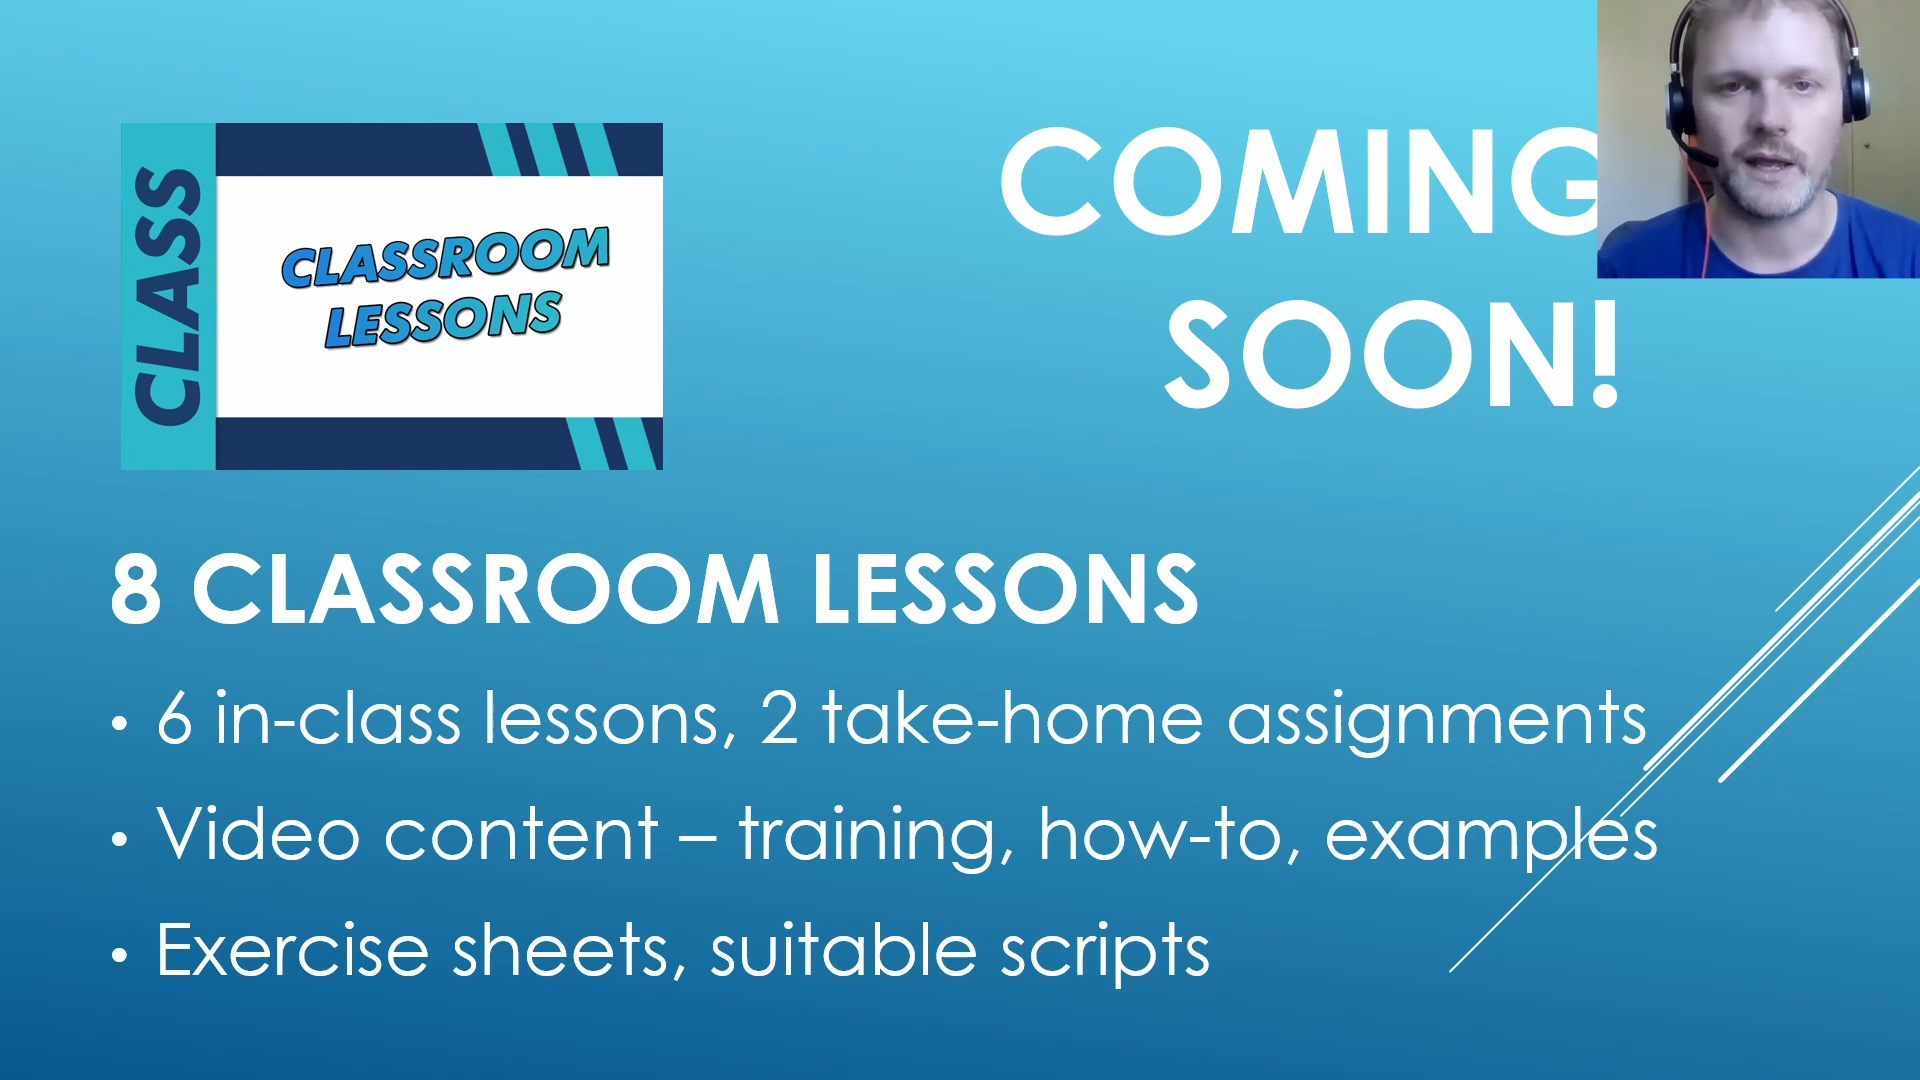 CLASS
CLASSROOM
LESSONS
COMING
SOON!
8 CLASSROOM LESSONS
• 6 in-class lessons, 2 take-home assignments
• Video content – training, how-to, examples
• Exercise sheets, suitable scripts